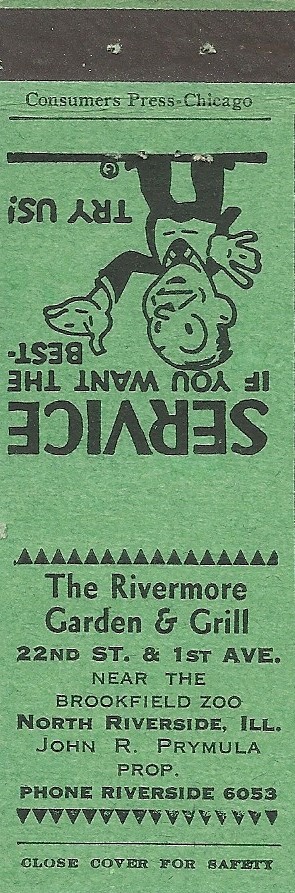 Consumers Press-Chicago
SERVICE
IF YOU WANT THE
BEST-
TRY US!
©
The Rivermore
Garden & Grill
22ND ST. & 1ST AVE.
NEAR THE
BROOKFIELD ZOO
NORTH RIVERSIDE, ILL.
JOHN R. PRYMULA
PROP.
PHONE RIVERSIDE 6053
CLOSE COVER FOR SAFETY